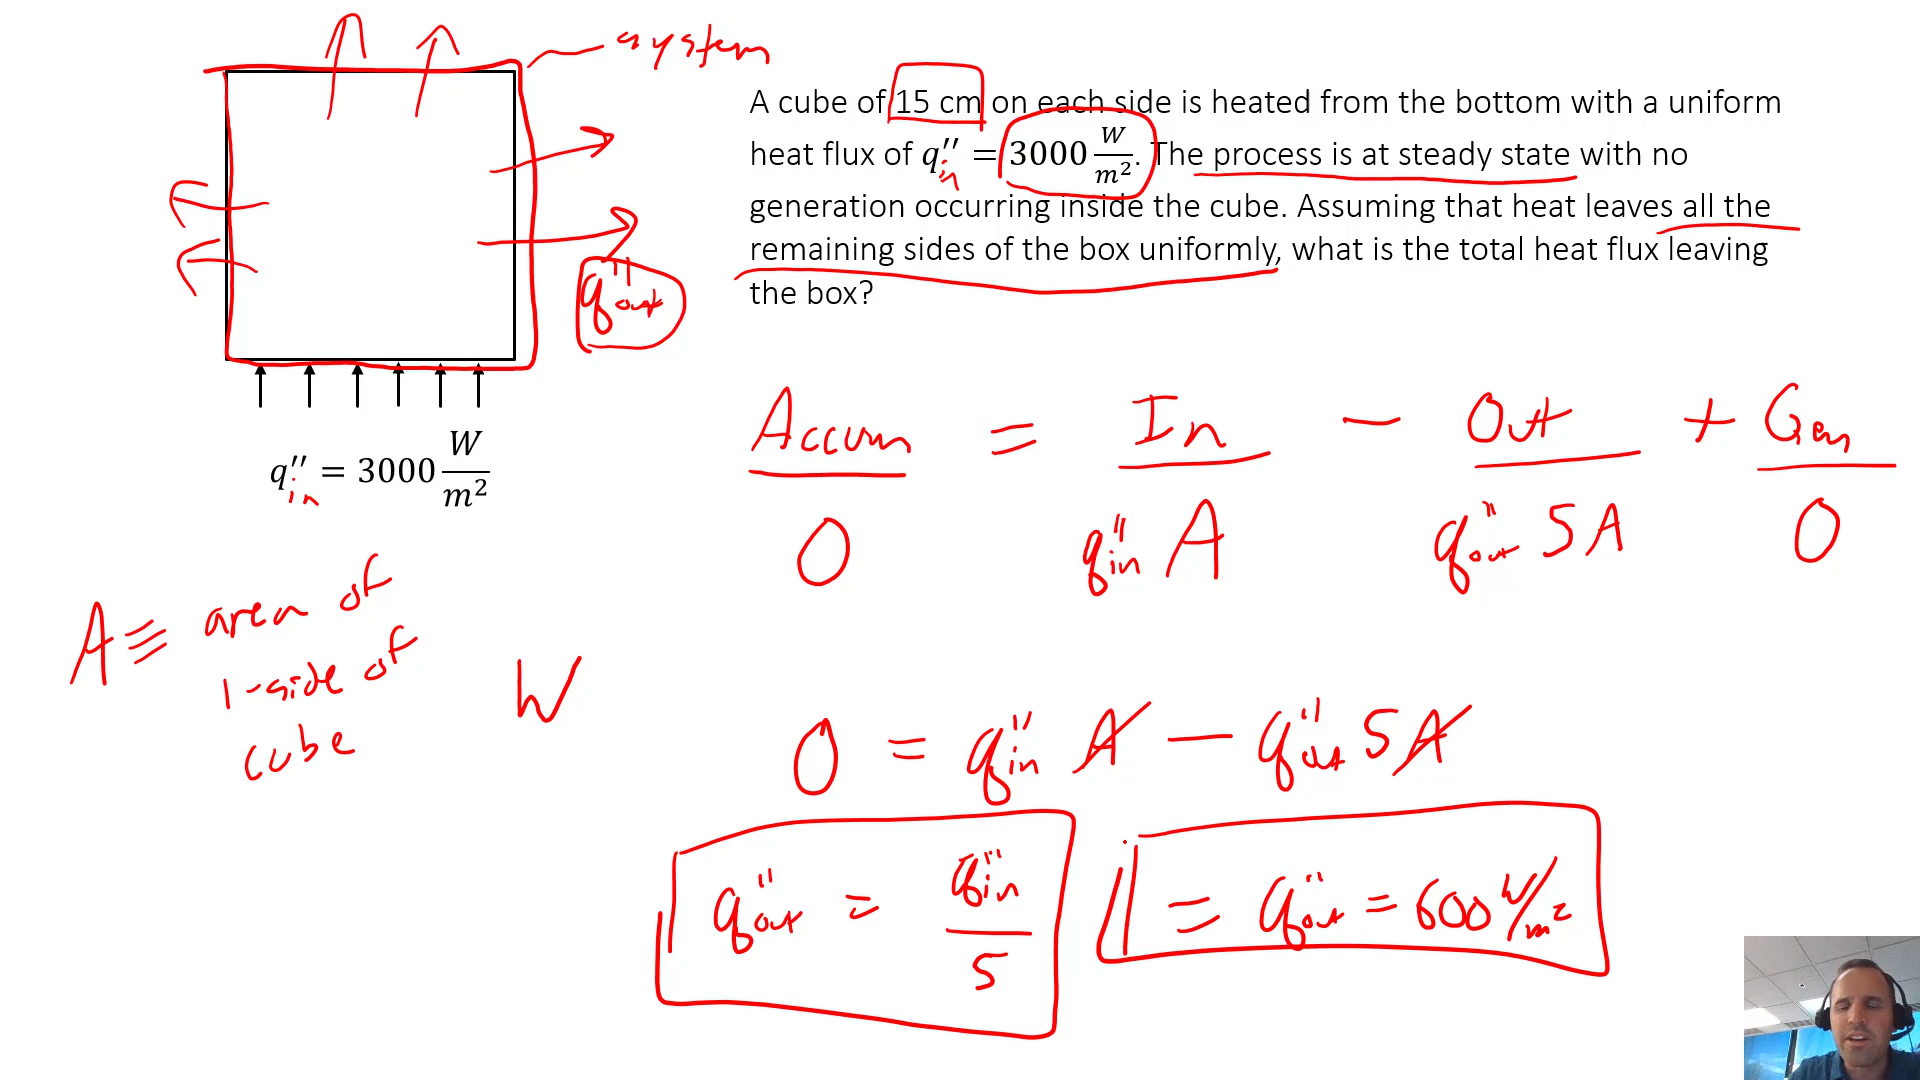 system
A cube of 15 cm on each side is heated from the bottom with a uniform
heat flux of q''in = 3000 W/m². The process is at steady state with no
generation occurring inside the cube. Assuming that heat leaves all the
remaining sides of the box uniformly, what is the total heat flux leaving
the box?
q''out
q''in = 3000 W/m²
Accum = In - Out + Gen
0 q''in A q''out 5A 0
A ≡ area of
1-side of
cube
W
0 = q''in A - q''out 5A
q''out = q''in/5
= q''out = 600 W/m²